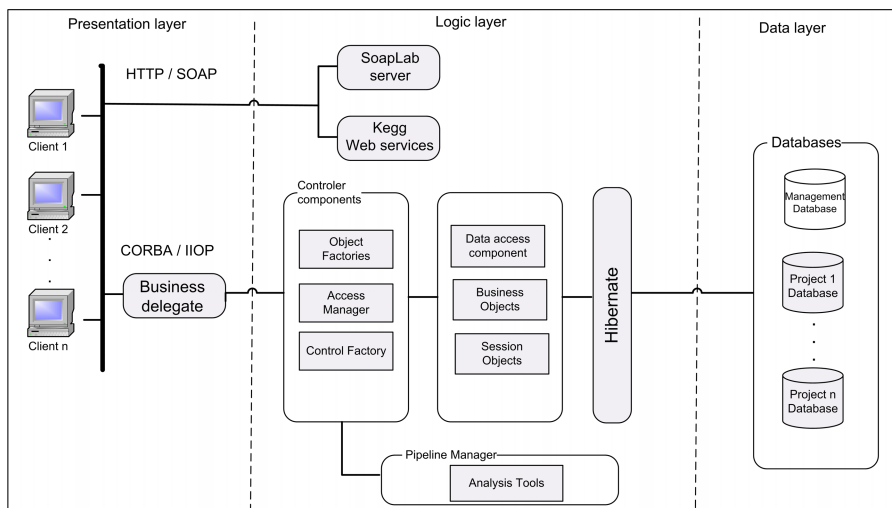 Presentation layer
Logic layer
Data layer
HTTP / SOAP
SoapLab
server
Kegg
Web services
Client 1
Client 2
.
.
.
Client n
CORBA / IIOP
Business
delegate
Controler
components
Object
Factories
Access
Manager
Control Factory
Data access
component
Business
Objects
Session
Objects
Hibernate
Pipeline Manager
Analysis Tools
Databases
Management
Database
Project 1
Database
.
.
.
Project n
Database